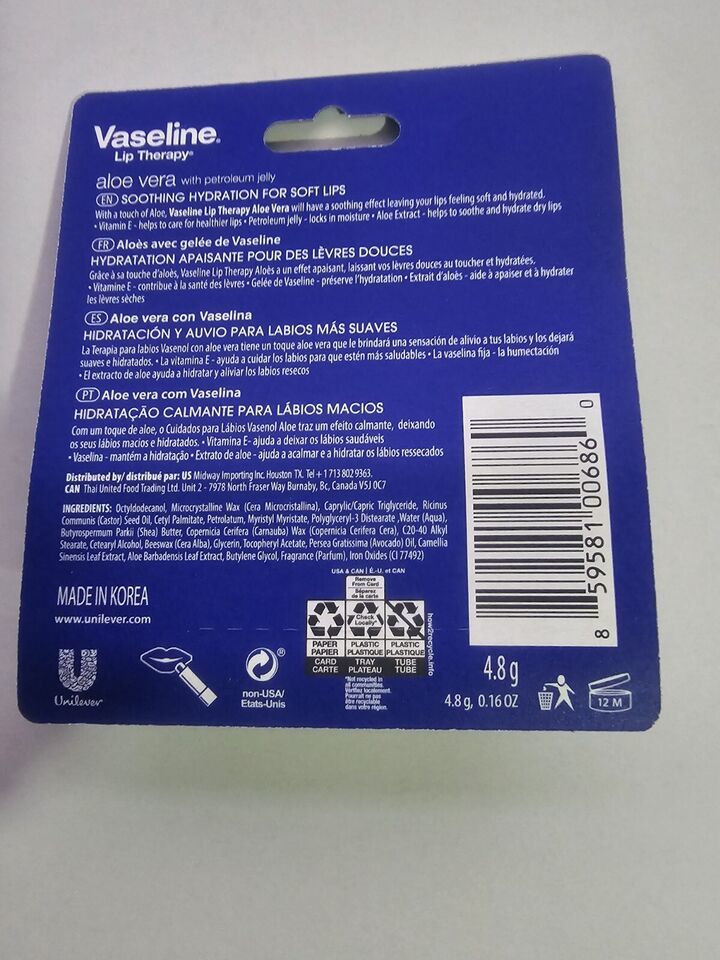 Vaseline.
Lip Therapy®
aloe vera with petroleum jelly
EN SOOTHING HYDRATION FOR SOFT LIPS
With a touch of Aloe, Vaseline Lip Therapy Aloe Vera will have a soothing effect leaving your lips feeling soft and hydrated.
• Vitamin E - helps to care for healthier lips • Petroleum jelly - locks in moisture • Aloe Extract - helps to soothe and hydrate dry lips
FR Aloès avec gelée de Vaseline
HYDRATATION APAISANTE POUR DES LÈVRES DOUCES
Grâce à sa touche d'aloès, Vaseline Lip Therapy Aloès a un effet apaisant, laissant vos lèvres douces au toucher et hydratées.
• Vitamine E - contribue à la santé des lèvres • Gelée de Vaseline - préserve l'hydratation • Extrait d'aloès - aide à apaiser et à hydrater
les lèvres sèches
ES Aloe vera con Vaselina
HIDRATACIÓN Y AUVIO PARA LABIOS MÁS SUAVES
La Terapia para labios Vasenol con aloe vera tiene un toque aloe vera que le brindará una sensación de alivio a tus labios y los dejará
suaves e hidratados. • La vitamina E - ayuda a cuidar los labios para que estén más saludables • La vaselina fija - la humectación
• El extracto de aloe ayuda a hidratar y aliviar los labios resecos
PT Aloe vera com Vaselina
HIDRATAÇÃO CALMANTE PARA LÁBIOS MACIOS
Com um toque de aloe, o Cuidados para Lábios Vasenol Aloe traz um efeito calmante, deixando
os seus lábios macios e hidratados. • Vitamina E- ajuda a deixar os lábios saudáveis
• Vaselina - mantém a hidratação • Extrato de aloe - ajuda a acalmar e a hidratar os lábios ressecados
Distributed by/ distribué par: US Midway Importing Inc. Houston TX. Tel + 1 713 802 9363.
CAN Thai United Food Trading Ltd. Unit 2 - 7978 North Fraser Way Burnaby, Bc, Canada V5J 0C7
INGREDIENTS: Octyldodecanol, Microcrystalline Wax (Cera Microcristallina), Caprylic/Capric Triglyceride, Ricinus
Communis (Castor) Seed Oil, Cetyl Palmitate, Petrolatum, Myristyl Myristate, Polyglyceryl-3 Distearate ,Water (Aqua),
Butyrospermum Parkii (Shea) Butter, Copernicia Cerifera (Carnauba) Wax (Copernicia Cerifera Cera), C20-40 Alkyl
Stearate, Cetearyl Alcohol, Beeswax (Cera Alba), Glycerin, Tocopheryl Acetate, Persea Gratissima (Avocado) Oil, Camellia
Sinensis Leaf Extract, Aloe Barbadensis Leaf Extract, Butylene Glycol, Fragrance (Parfum), Iron Oxides (CI 77492)
8 59581 00686 0
MADE IN KOREA
www.unilever.com
Unilever
®
non-USA/
Etats-Unis
USA & CAN | É.-U. et CAN
Remove
From Card
Séparez
de la carte
Check
Locally*
PAPER PLASTIC PLASTIC
PAPIER PLASTIQUE PLASTIQUE
CARD TRAY TUBE
CARTE PLATEAU TUBE
*Not recycled in
all communities.
Vérifiez localement.
Pourrait ne pas
être recyclable
dans votre région.
how2recycle.info
4.8 g
4.8 g, 0.16 OZ
12 M